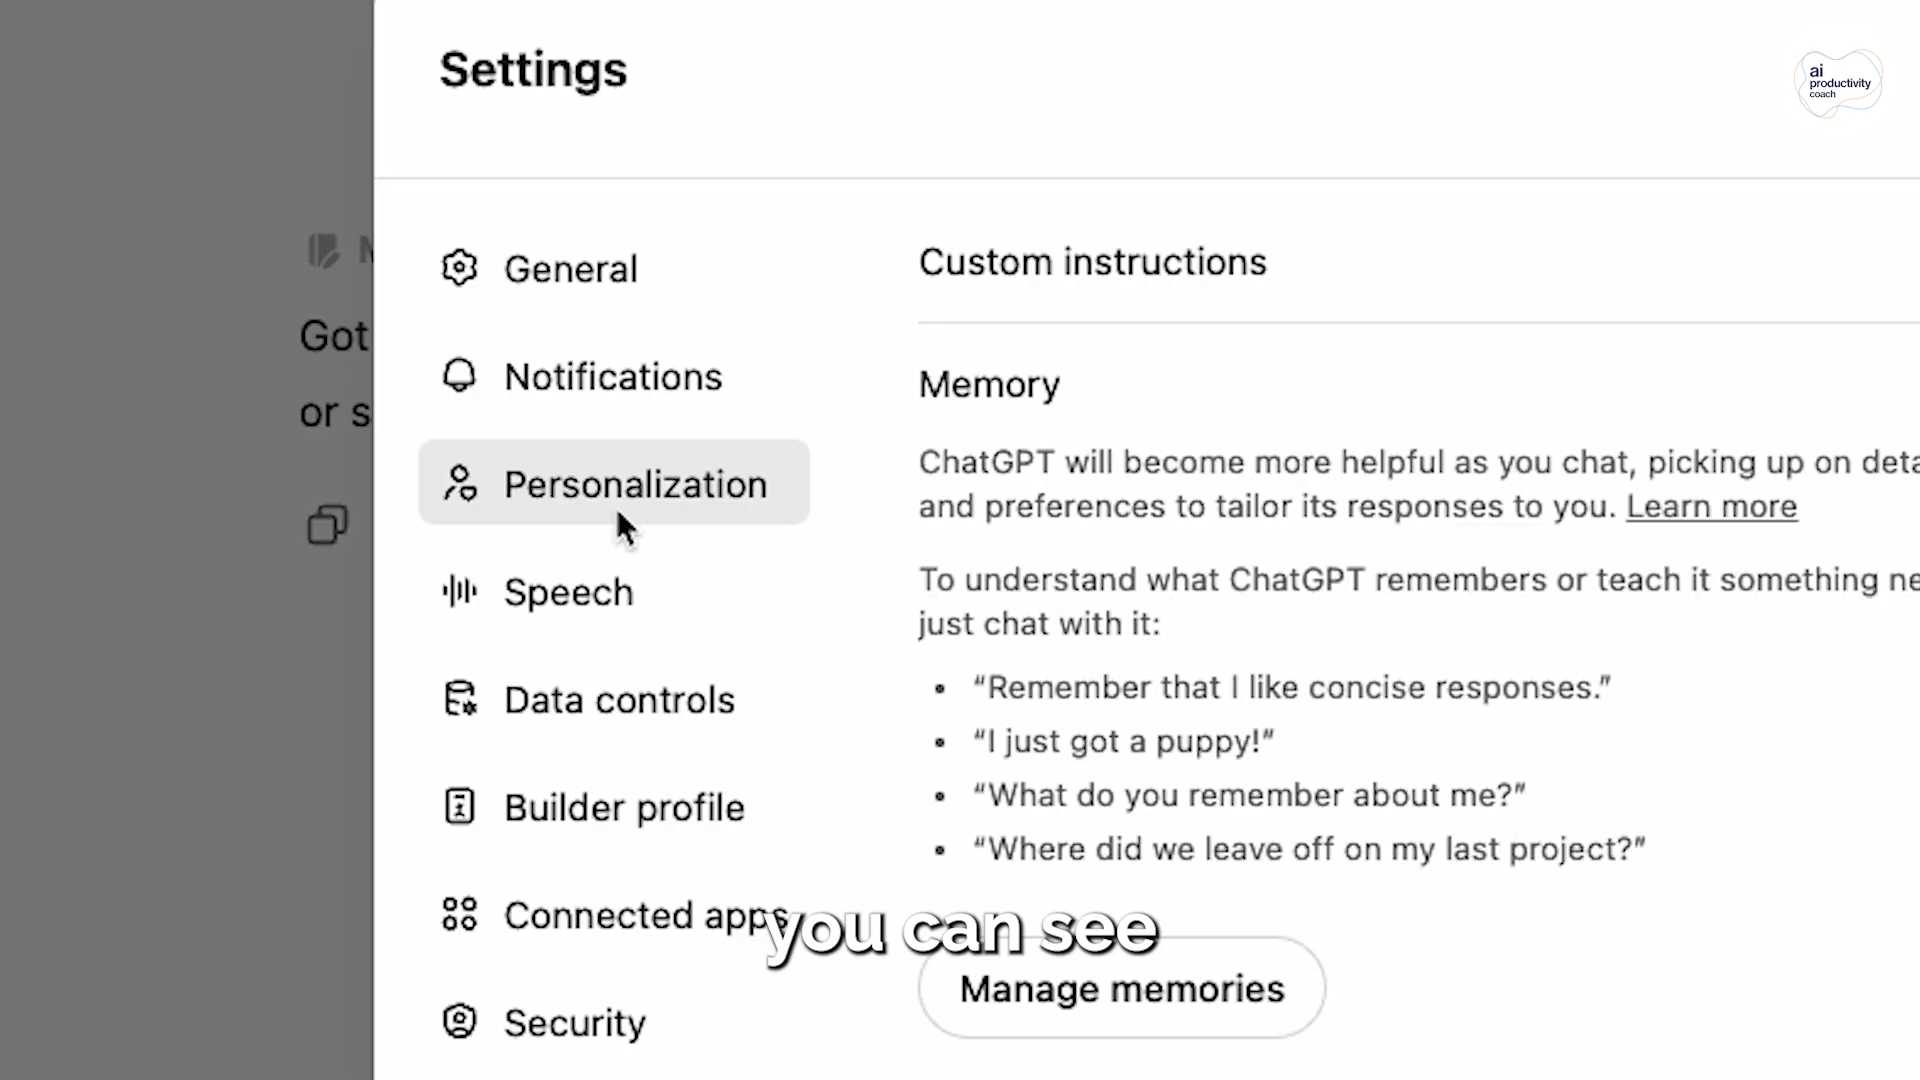 Settings
ai
productivity
coach
Got
or s
General
Notifications
Personalization
Speech
Data controls
Builder profile
Connected apps
Security
Custom instructions
Memory
ChatGPT will become more helpful as you chat, picking up on deta
and preferences to tailor its responses to you. Learn more
To understand what ChatGPT remembers or teach it something ne
just chat with it:
“Remember that I like concise responses.”
“I just got a puppy!”
“What do you remember about me?”
“Where did we leave off on my last project?”
you can see
Manage memories